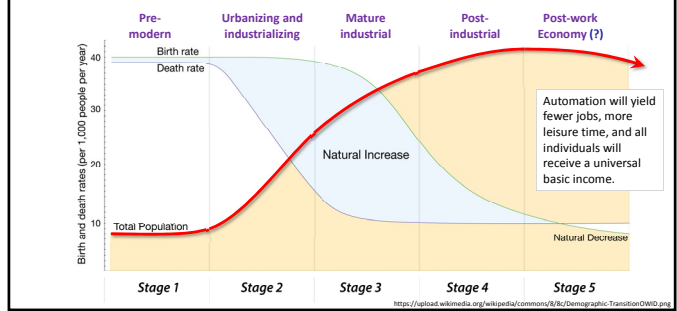 Pre-
modern
Urbanizing and
industrializing
Mature
industrial
Post-
industrial
Post-work
Economy (?)
Birth and death rates (per 1,000 people per year)
40
30
20
10
Birth rate
Death rate
Natural Increase
Total Population
Natural Decrease
Automation will yield
fewer jobs, more
leisure time, and all
individuals will
receive a universal
basic income.
Stage 1
Stage 2
Stage 3
Stage 4
Stage 5
https://upload.wikimedia.org/wikipedia/commons/8/8c/Demographic-TransitionOWID.png